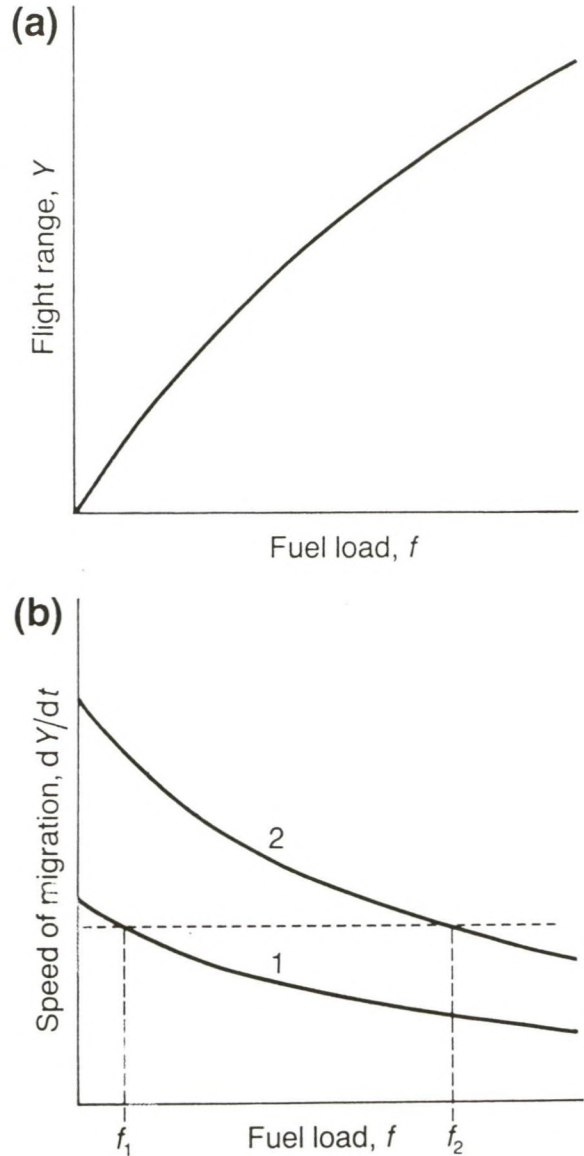 (a)
Flight range, Y
Fuel load, f
(b)
Speed of migration, dY/dt
2
1
f₁
Fuel load, f
f₂